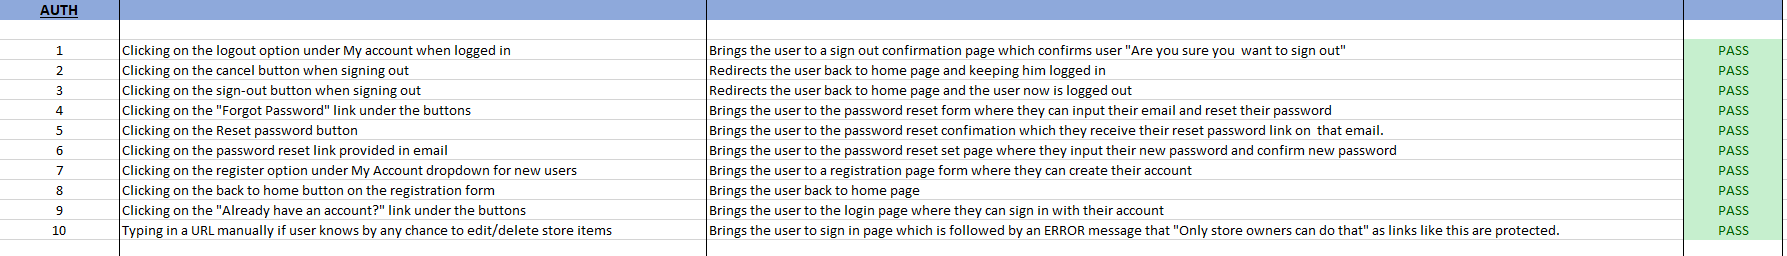 AUTH
1 Clicking on the logout option under My account when logged in Brings the user to a sign out confirmation page which confirms user "Are you sure you  want to sign out" PASS
2 Clicking on the cancel button when signing out Redirects the user back to home page and keeping him logged in PASS
3 Clicking on the sign-out button when signing out Redirects the user back to home page and the user now is logged out PASS
4 Clicking on the "Forgot Password" link under the buttons Brings the user to the password reset form where they can input their email and reset their password PASS
5 Clicking on the Reset password button Brings the user to the password reset confimation which they receive their reset password link on  that email. PASS
6 Clicking on the password reset link provided in email Brings the user to the password reset set page where they input their new password and confirm new password PASS
7 Clicking on the register option under My Account dropdown for new users Brings the user to a registration page form where they can create their account PASS
8 Clicking on the back to home button on the registration form Brings the user back to home page PASS
9 Clicking on the "Already have an account?" link under the buttons Brings the user to the login page where they can sign in with their account PASS
10 Typing in a URL manually if user knows by any chance to edit/delete store items Brings the user to sign in page which is followed by an ERROR message that "Only store owners can do that" as links like this are protected. PASS